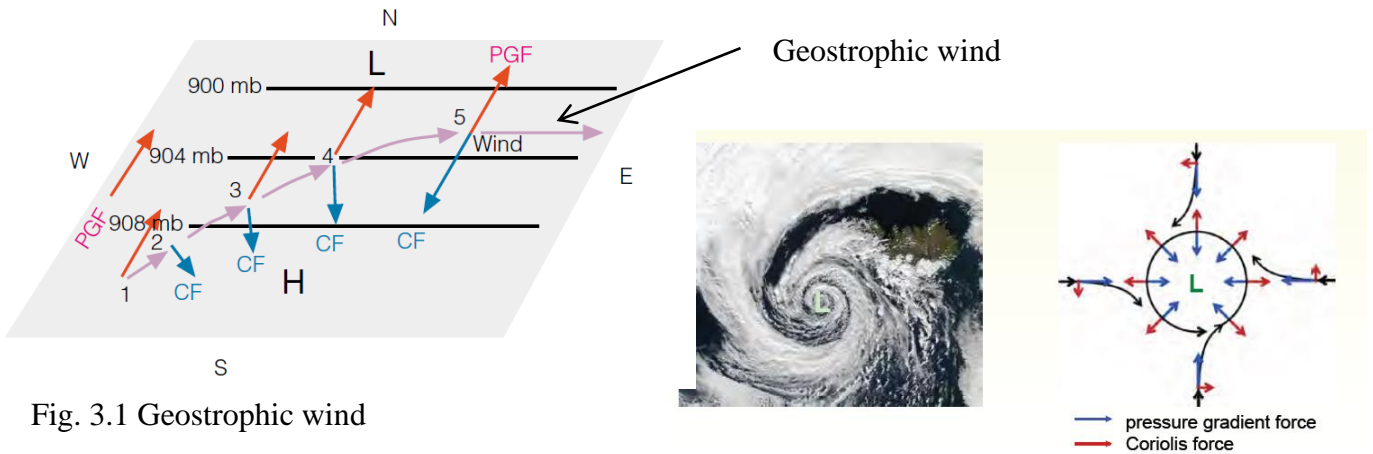 N
PGF
L
Geostrophic wind
900 mb
5
Wind
W
904 mb
4
E
3
PGF
908 mb
2
CF
CF
CF
CF
1
H
S
L
L
Fig. 3.1 Geostrophic wind
pressure gradient force
Coriolis force